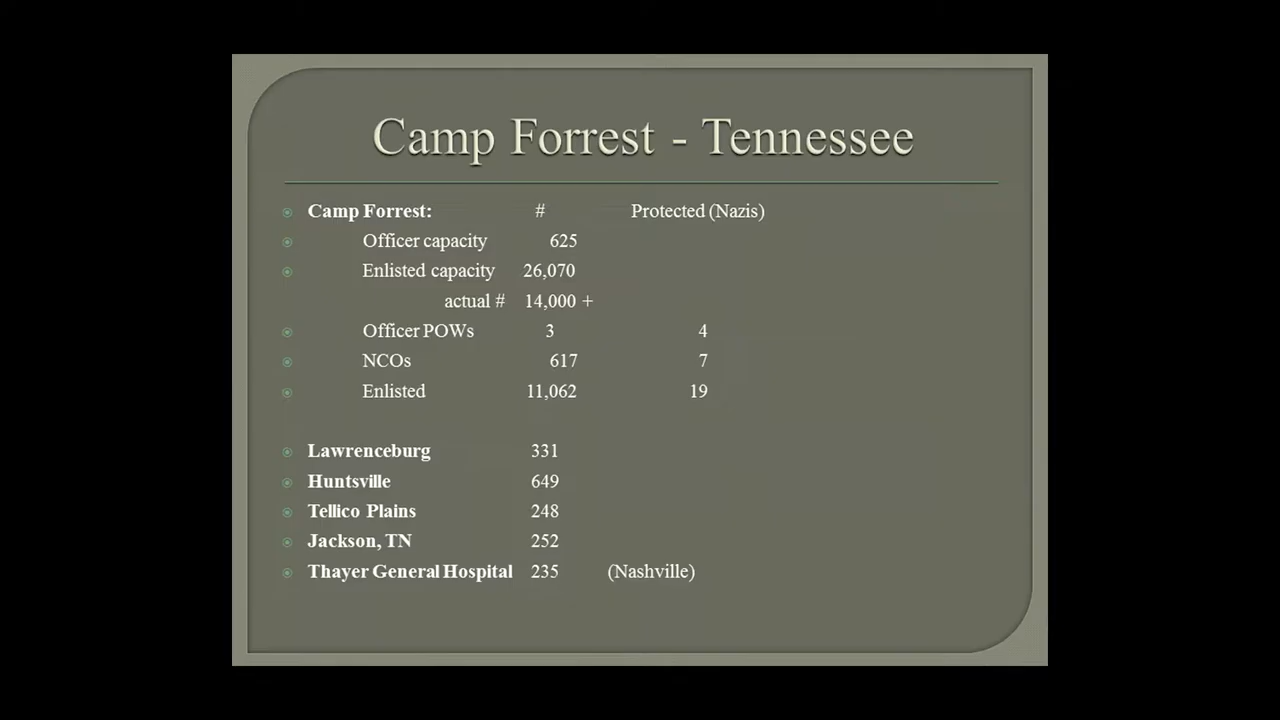 Camp Forrest - Tennessee
Camp Forrest: # Protected (Nazis)
Officer capacity 625
Enlisted capacity 26,070
actual # 14,000 +
Officer POWs 3 4
NCOs 617 7
Enlisted 11,062 19
Lawrenceburg 331
Huntsville 649
Tellico Plains 248
Jackson, TN 252
Thayer General Hospital 235 (Nashville)